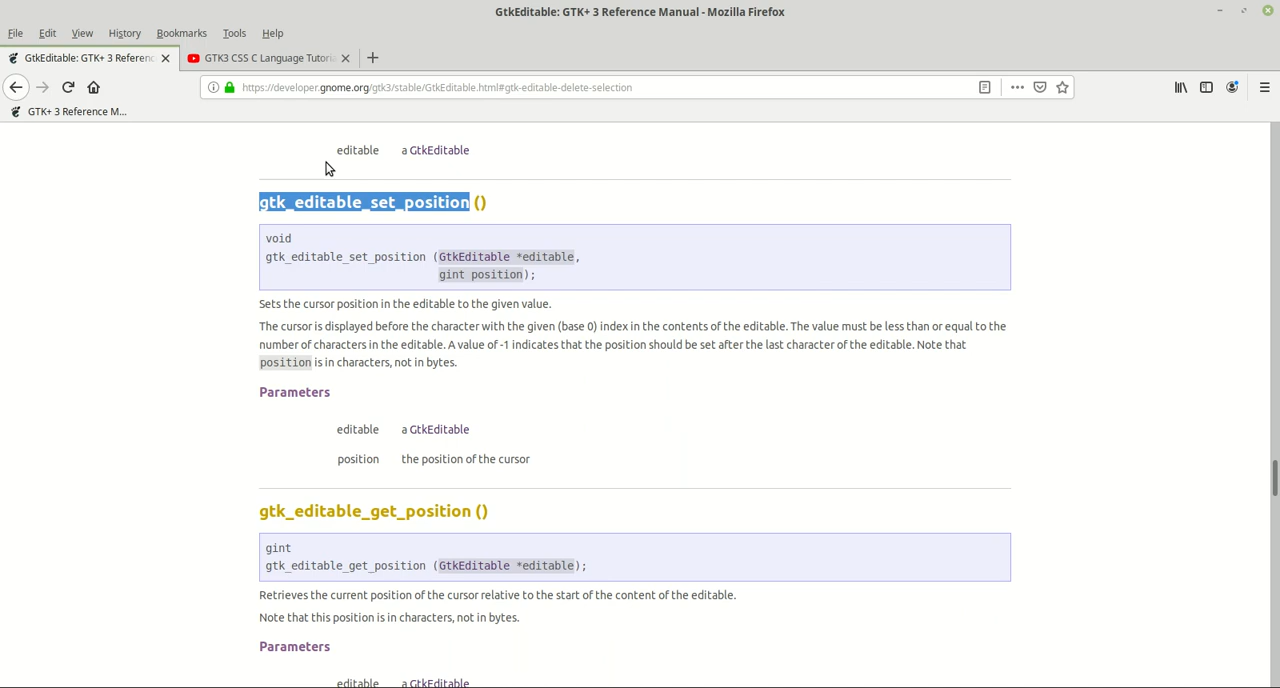 GtkEditable: GTK+ 3 Reference Manual - Mozilla Firefox
File Edit View History Bookmarks Tools Help
GtkEditable: GTK+ 3 Referenc GTK3 CSS C Language Tutori
https://developer.gnome.org/gtk3/stable/GtkEditable.html#gtk-editable-delete-selection
GTK+ 3 Reference M...
editable a GtkEditable
gtk_editable_set_position ()
void
gtk_editable_set_position (GtkEditable *editable,
gint position);
Sets the cursor position in the editable to the given value.
The cursor is displayed before the character with the given (base 0) index in the contents of the editable. The value must be less than or equal to the
number of characters in the editable. A value of -1 indicates that the position should be set after the last character of the editable. Note that
position is in characters, not in bytes.
Parameters
editable a GtkEditable
position the position of the cursor
gtk_editable_get_position ()
gint
gtk_editable_get_position (GtkEditable *editable);
Retrieves the current position of the cursor relative to the start of the content of the editable.
Note that this position is in characters, not in bytes.
Parameters
editable a GtkEditable